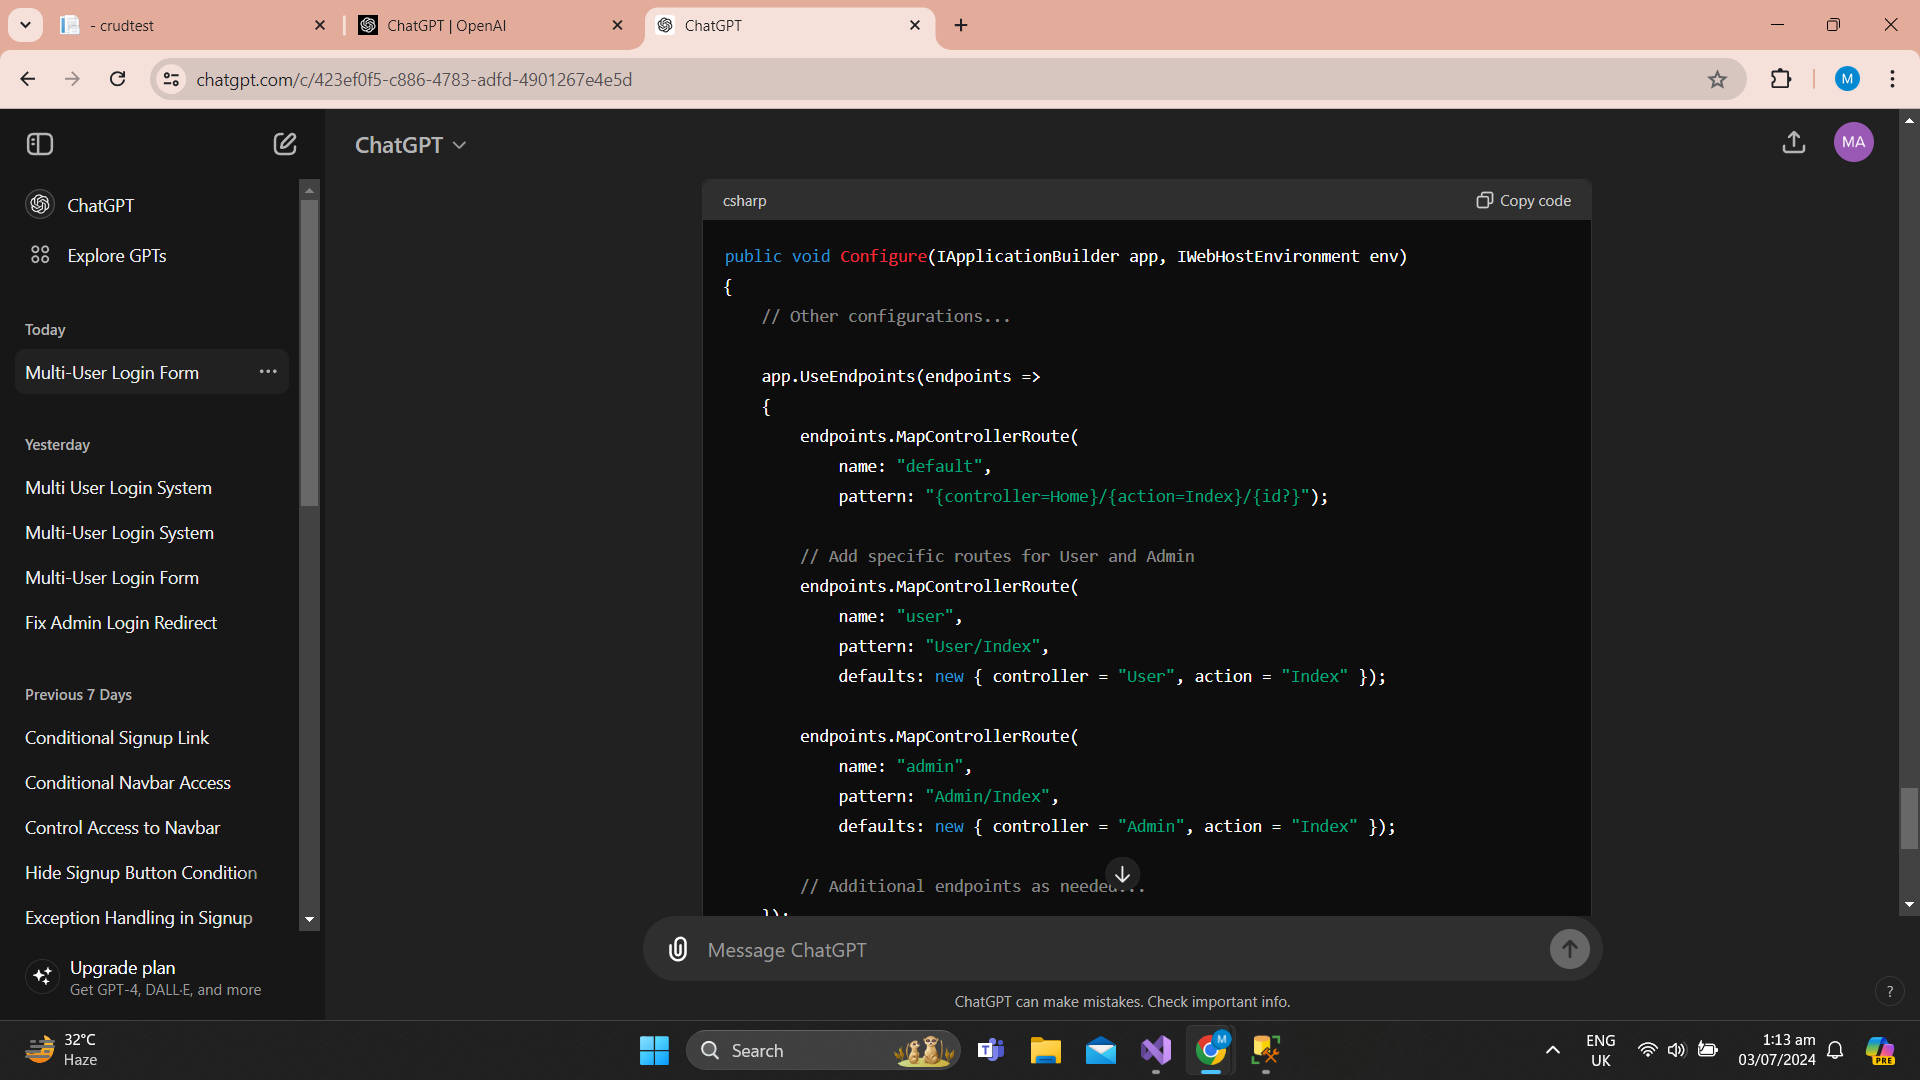 - crudtest
ChatGPT | OpenAI
ChatGPT
chatgpt.com/c/423ef0f5-c886-4783-adfd-4901267e4e5d
M
ChatGPT
MA
ChatGPT
Explore GPTs
Today
Multi-User Login Form
Yesterday
Multi User Login System
Multi-User Login System
Multi-User Login Form
Fix Admin Login Redirect
Previous 7 Days
Conditional Signup Link
Conditional Navbar Access
Control Access to Navbar
Hide Signup Button Condition
Exception Handling in Signup
Upgrade plan
Get GPT-4, DALL·E, and more
csharp
Copy code
public void Configure(IApplicationBuilder app, IWebHostEnvironment env)
{
// Other configurations...
app.UseEndpoints(endpoints =>
{
endpoints.MapControllerRoute(
name: "default",
pattern: "{controller=Home}/{action=Index}/{id?}");
// Add specific routes for User and Admin
endpoints.MapControllerRoute(
name: "user",
pattern: "User/Index",
defaults: new { controller = "User", action = "Index" });
endpoints.MapControllerRoute(
name: "admin",
pattern: "Admin/Index",
defaults: new { controller = "Admin", action = "Index" });
// Additional endpoints as needed...
});
Message ChatGPT
ChatGPT can make mistakes. Check important info.
?
32°C
Haze
Search
M
ENG
UK
1:13 am
03/07/2024
PRE